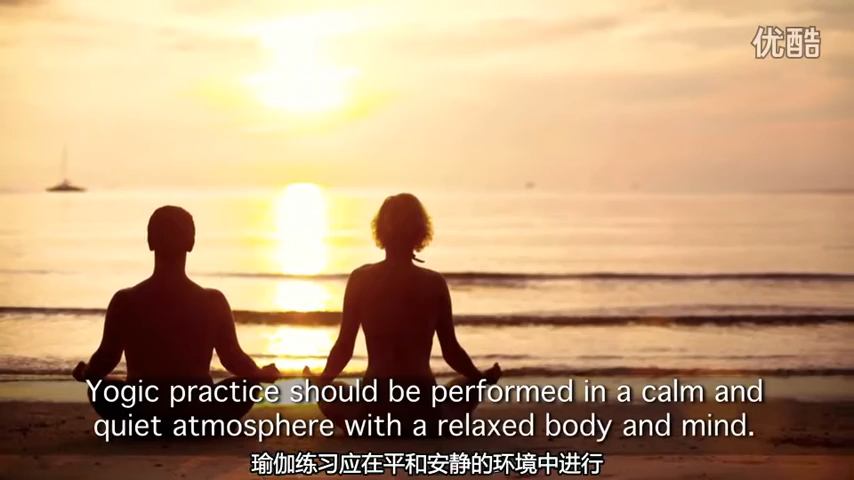 优酷
Yogic practice should be performed in a calm and
quiet atmosphere with a relaxed body and mind.
瑜伽练习应在平和安静的环境中进行